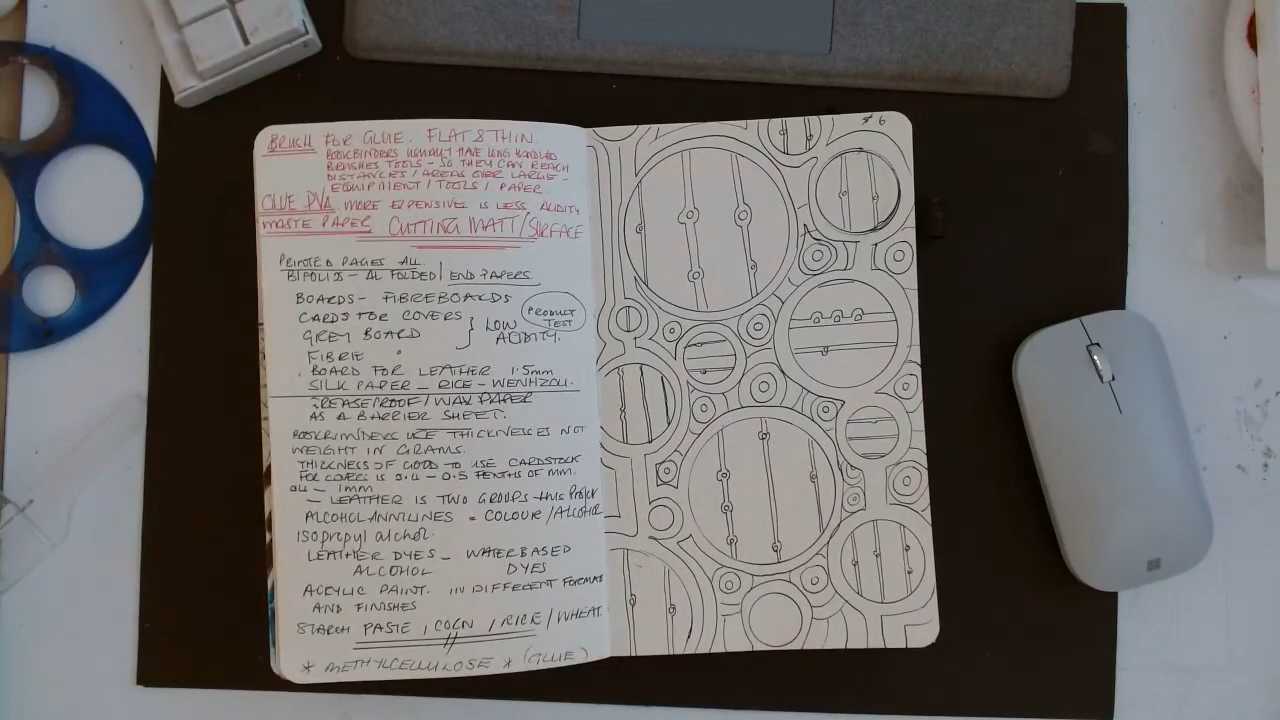 BRUSH FOR GLUE. FLAT & THIN.
BOOKBINDERS USUALLY HAVE LONG HANDLED
BRUSHES TOOLS - SO THEY CAN REACH
DISTANCES / AREAS OVER LARGE -
EQUIPMENT / TOOLS / PAPER.
GLUE PVA MORE EXPENSIVE IS LESS ACIDITY
WASTE PAPER CUTTING MATT/SURFACE
PRINTED PAGES ALL
- AL FOLDED / END PAPERS
BOARDS - FIBREBOARDS
CARDS FOR COVERS
GREY BOARD } LOW ACIDITY.
PRODUCT TEST
FIBRE "
BOARD FOR LEATHER 1.5mm
SILK PAPER - RICE -
GREASEPROOF / WAX PAPER
AS A BARRIER SHEET.
BOOKBINDERS USE THICKNESSES NOT
WEIGHT IN GRAMS.
THICKNESS OF GOOD TO USE CARDSTOCK
FOR COVERS IS 0.4 - 0.5 TENTHS OF MM.
04 - 1mm
- LEATHER IS TWO GROUPS - this Project
ALCOHOL = COLOUR / ALCOHOL
Isopropyl alchol.
LEATHER DYES - WATERBASED
ALCOHOL DYES
ACRYLIC PAINT. IN DIFFERENT FORMATS
AND FINISHES
STARCH PASTE, CORN, RICE / WHEAT.
* METHYLCELLULOSE * (GLUE)